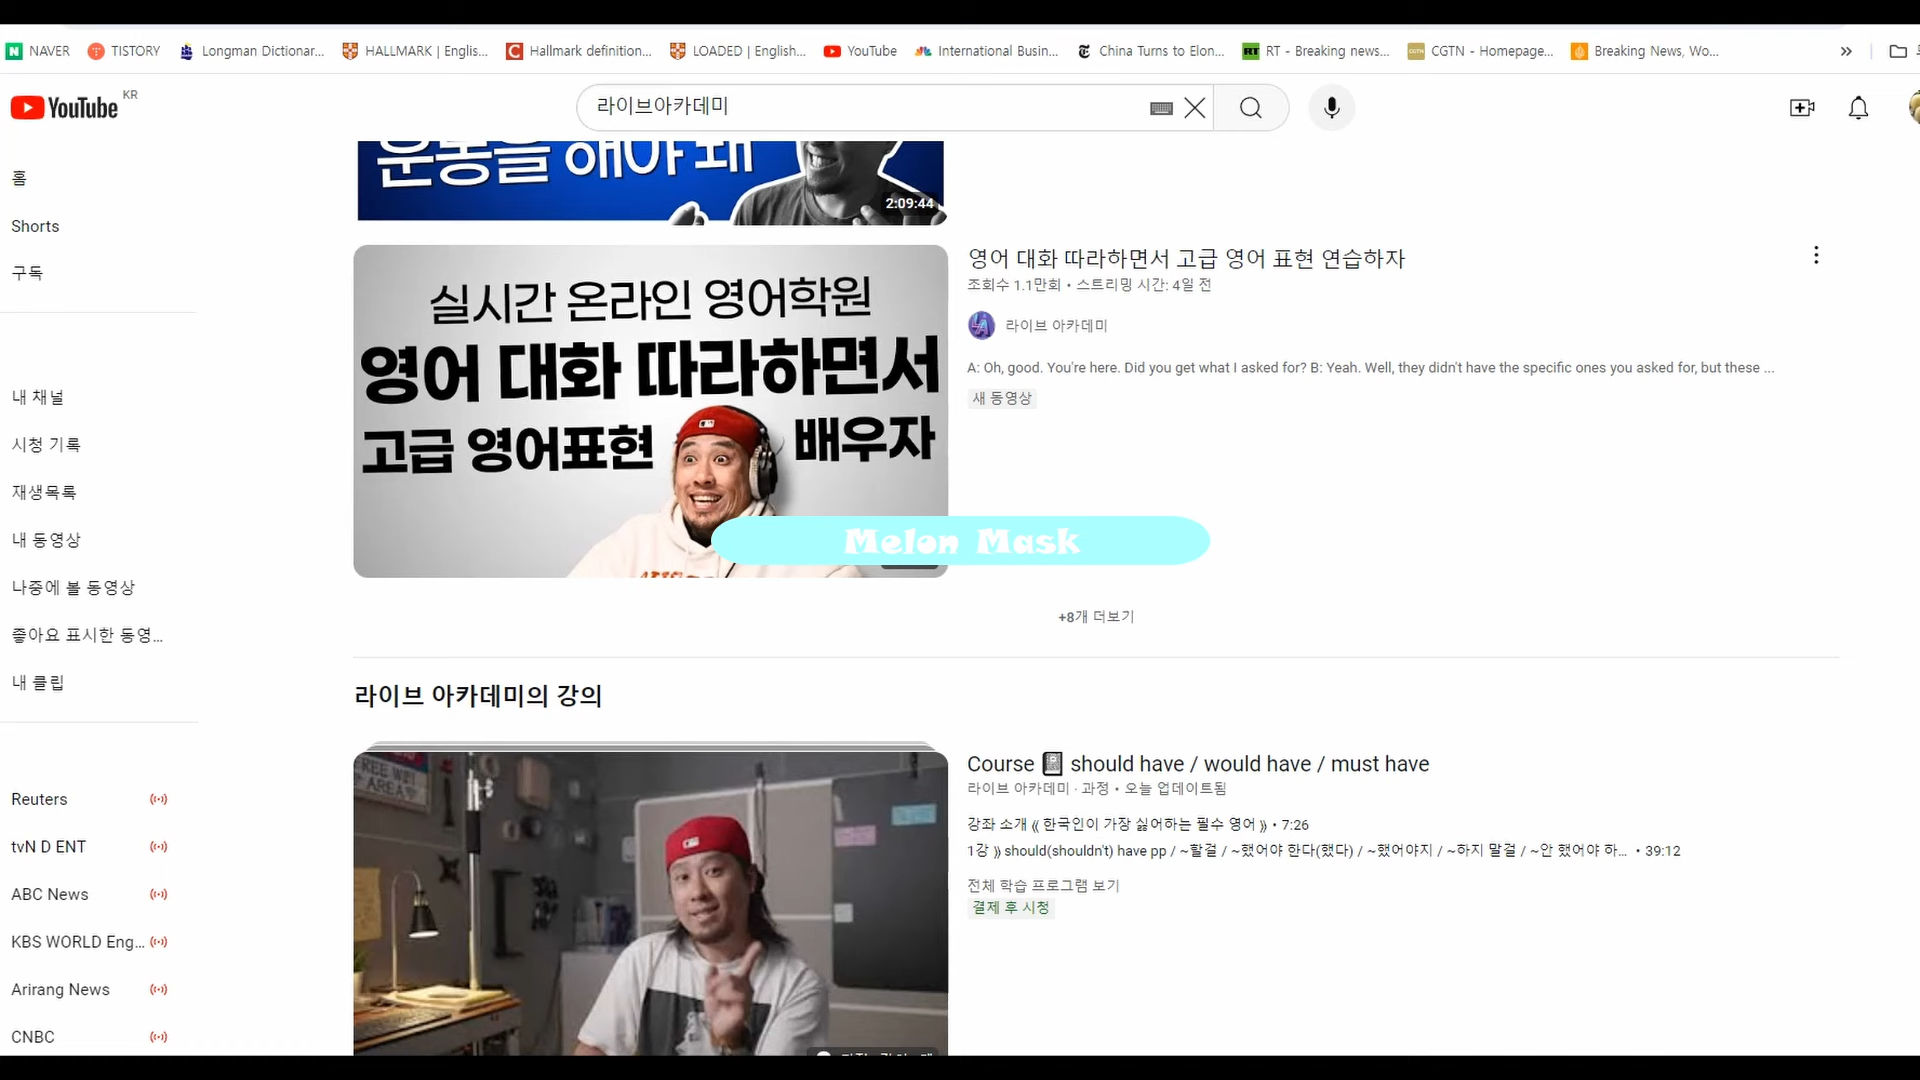 NAVER
TISTORY
Longman Dictionar...
HALLMARK | Englis...
Hallmark definition...
LOADED | English...
YouTube
International Busin...
China Turns to Elon...
RT - Breaking news...
CGTN - Homepage...
Breaking News, Wo...
YouTube KR
라이브아카데미
홈
Shorts
구독
내 채널
시청 기록
재생목록
내 동영상
나중에 볼 동영상
좋아요 표시한 동영...
내 클립
Reuters
tvN D ENT
ABC News
KBS WORLD Eng...
Arirang News
CNBC
운동을 해야 돼
2:09:44
실시간 온라인 영어학원
영어 대화 따라하면서
고급 영어표현 배우자
영어 대화 따라하면서 고급 영어 표현 연습하자
조회수 1.1만회 • 스트리밍 시간: 4일 전
라이브 아카데미
A: Oh, good. You're here. Did you get what I asked for? B: Yeah. Well, they didn't have the specific ones you asked for, but these ...
새 동영상
Melon Mask
+8개 더보기
라이브 아카데미의 강의
FREE WIFI
AREA
Course should have / would have / must have
라이브 아카데미 · 과정 • 오늘 업데이트됨
강좌 소개 《 한국인이 가장 싫어하는 필수 영어 》 • 7:26
1강 》 should(shouldn't) have pp / ~할걸 / ~했어야 한다(했다) / ~했어야지 / ~하지 말걸 / ~안 했어야 하... • 39:12
전체 학습 프로그램 보기
결제 후 시청